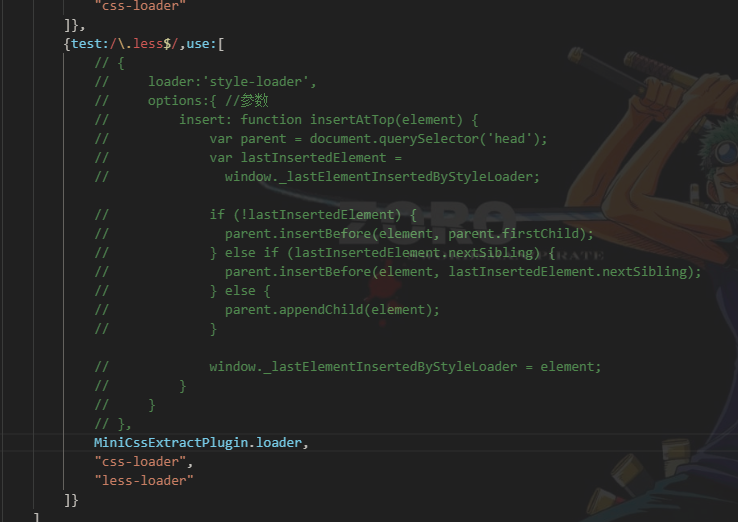 "css-loader"
]},
{test:/\.less$/,use:[
// {
//     loader:'style-loader',
//     options:{ //参数
//         insert: function insertAtTop(element) {
//             var parent = document.querySelector('head');
//             var lastInsertedElement =
//               window._lastElementInsertedByStyleLoader;
//             if (!lastInsertedElement) {
//               parent.insertBefore(element, parent.firstChild);
//             } else if (lastInsertedElement.nextSibling) {
//               parent.insertBefore(element, lastInsertedElement.nextSibling);
//             } else {
//               parent.appendChild(element);
//             }
//             window._lastElementInsertedByStyleLoader = element;
//         }
//     }
// },
MiniCssExtractPlugin.loader,
"css-loader",
"less-loader"
]}
]
ZORO